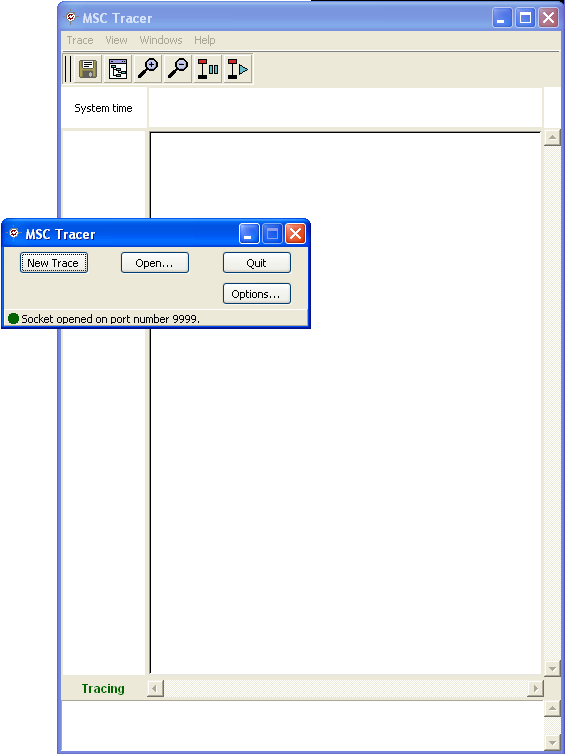 MSC Tracer
Trace View Windows Help
System time
MSC Tracer
New Trace Open... Quit
Options...
Socket opened on port number 9999.
Tracing